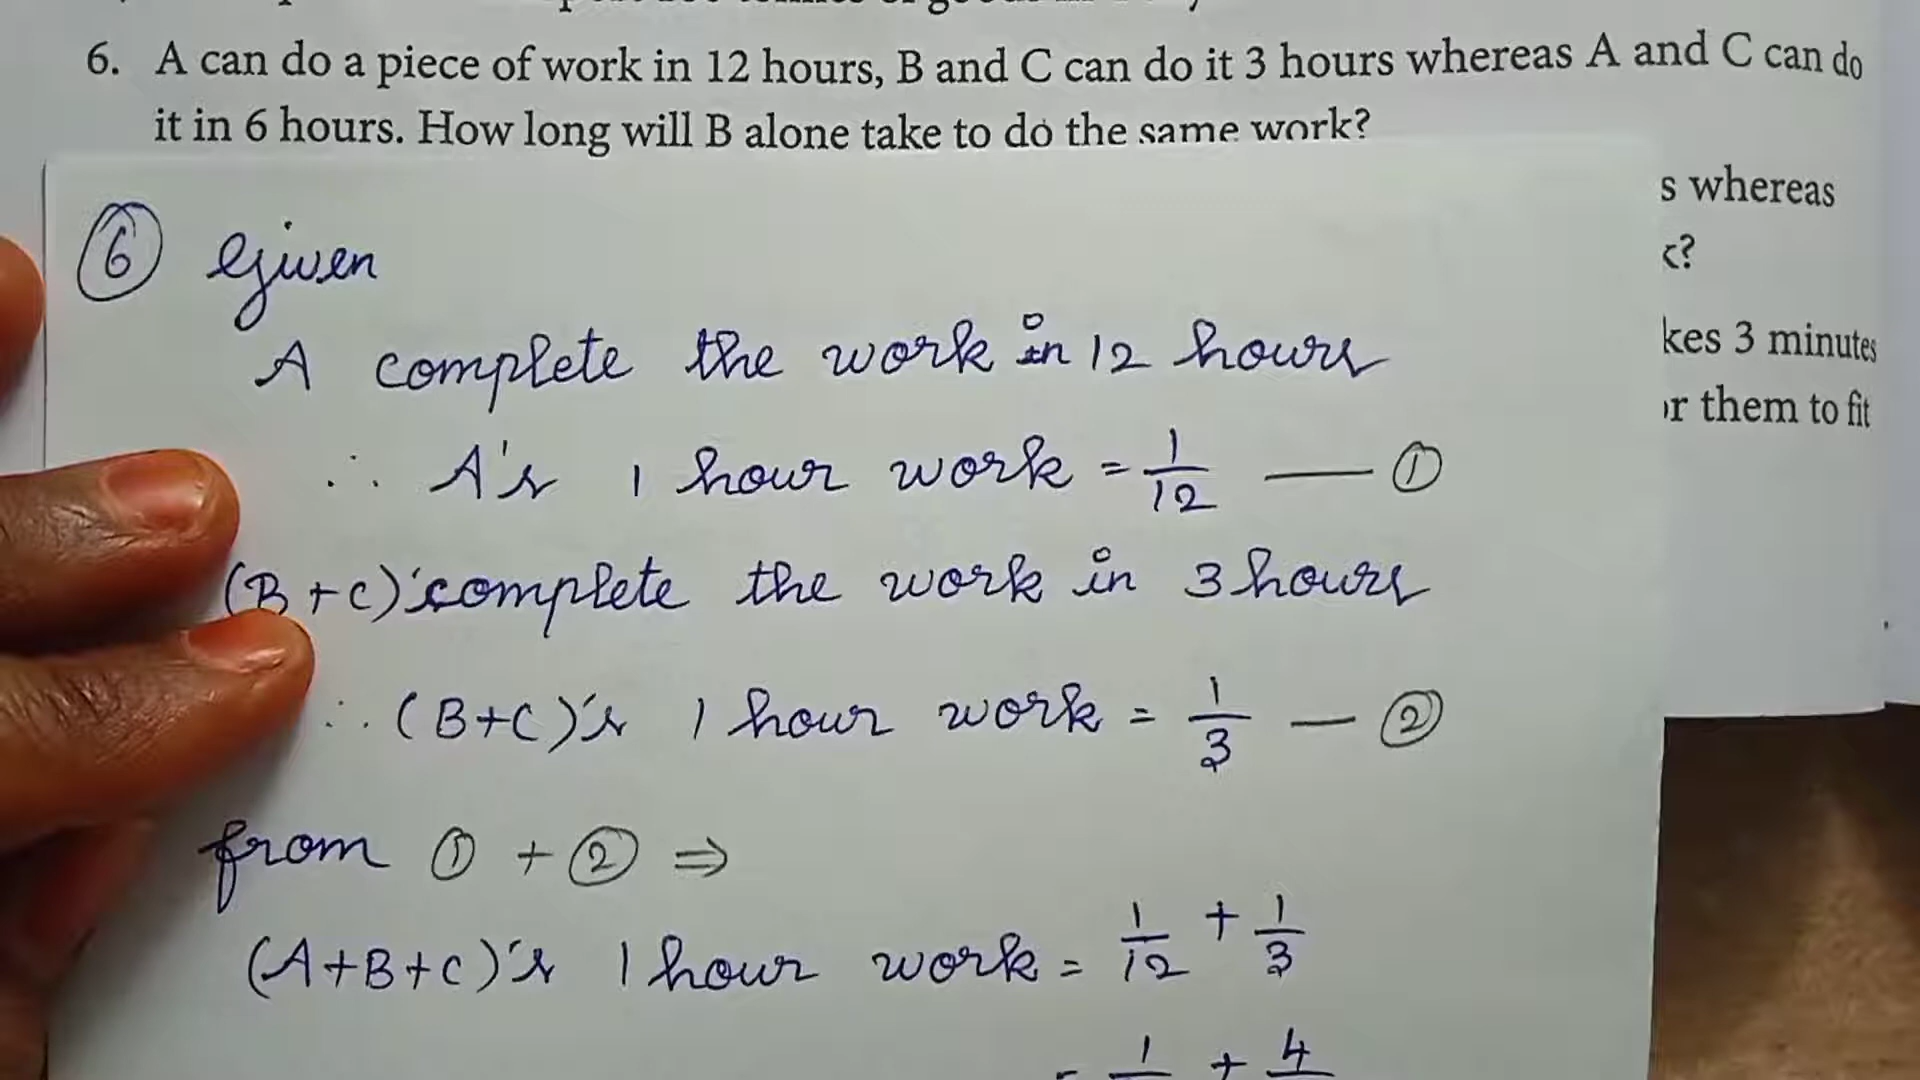 6. A can do a piece of work in 12 hours, B and C can do it 3 hours whereas A and C can do
it in 6 hours. How long will B alone take to do the same work?
s whereas
?
kes 3 minutes
r them to fit
6 Given
A complete the work in 12 hours
∴ A's 1 hour work = 1/12 — ①
(B+C)'s complete the work in 3 hours
∴ (B+C)'s 1 hour work = 1/3 — ②
from ① + ② ⇒
(A+B+C)'s 1 hour work = 1/12 + 1/3
= 1 + 4